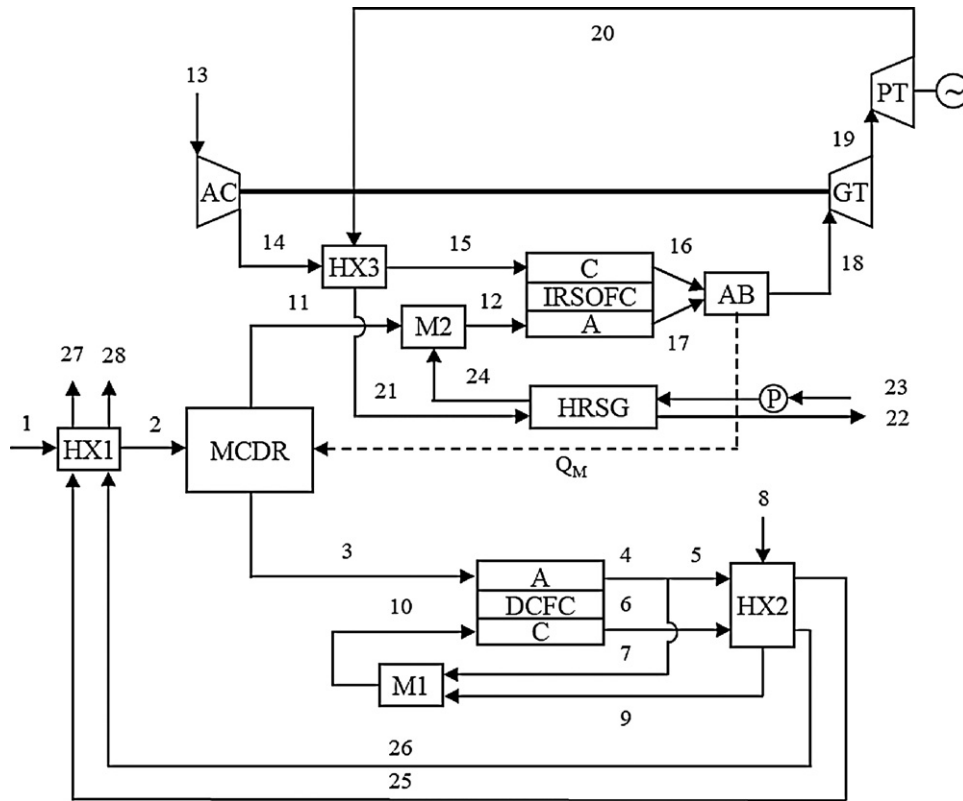 20
13
PT
~
19
AC
GT
14
15
16
18
HX3
C
IRSOFC
A
AB
11
12
M2
17
27
28
24
23
21
HRSG
P
22
1
2
HX1
MCDR
Q_M
8
3
4
5
A
DCFC
C
HX2
10
6
7
M1
9
26
25